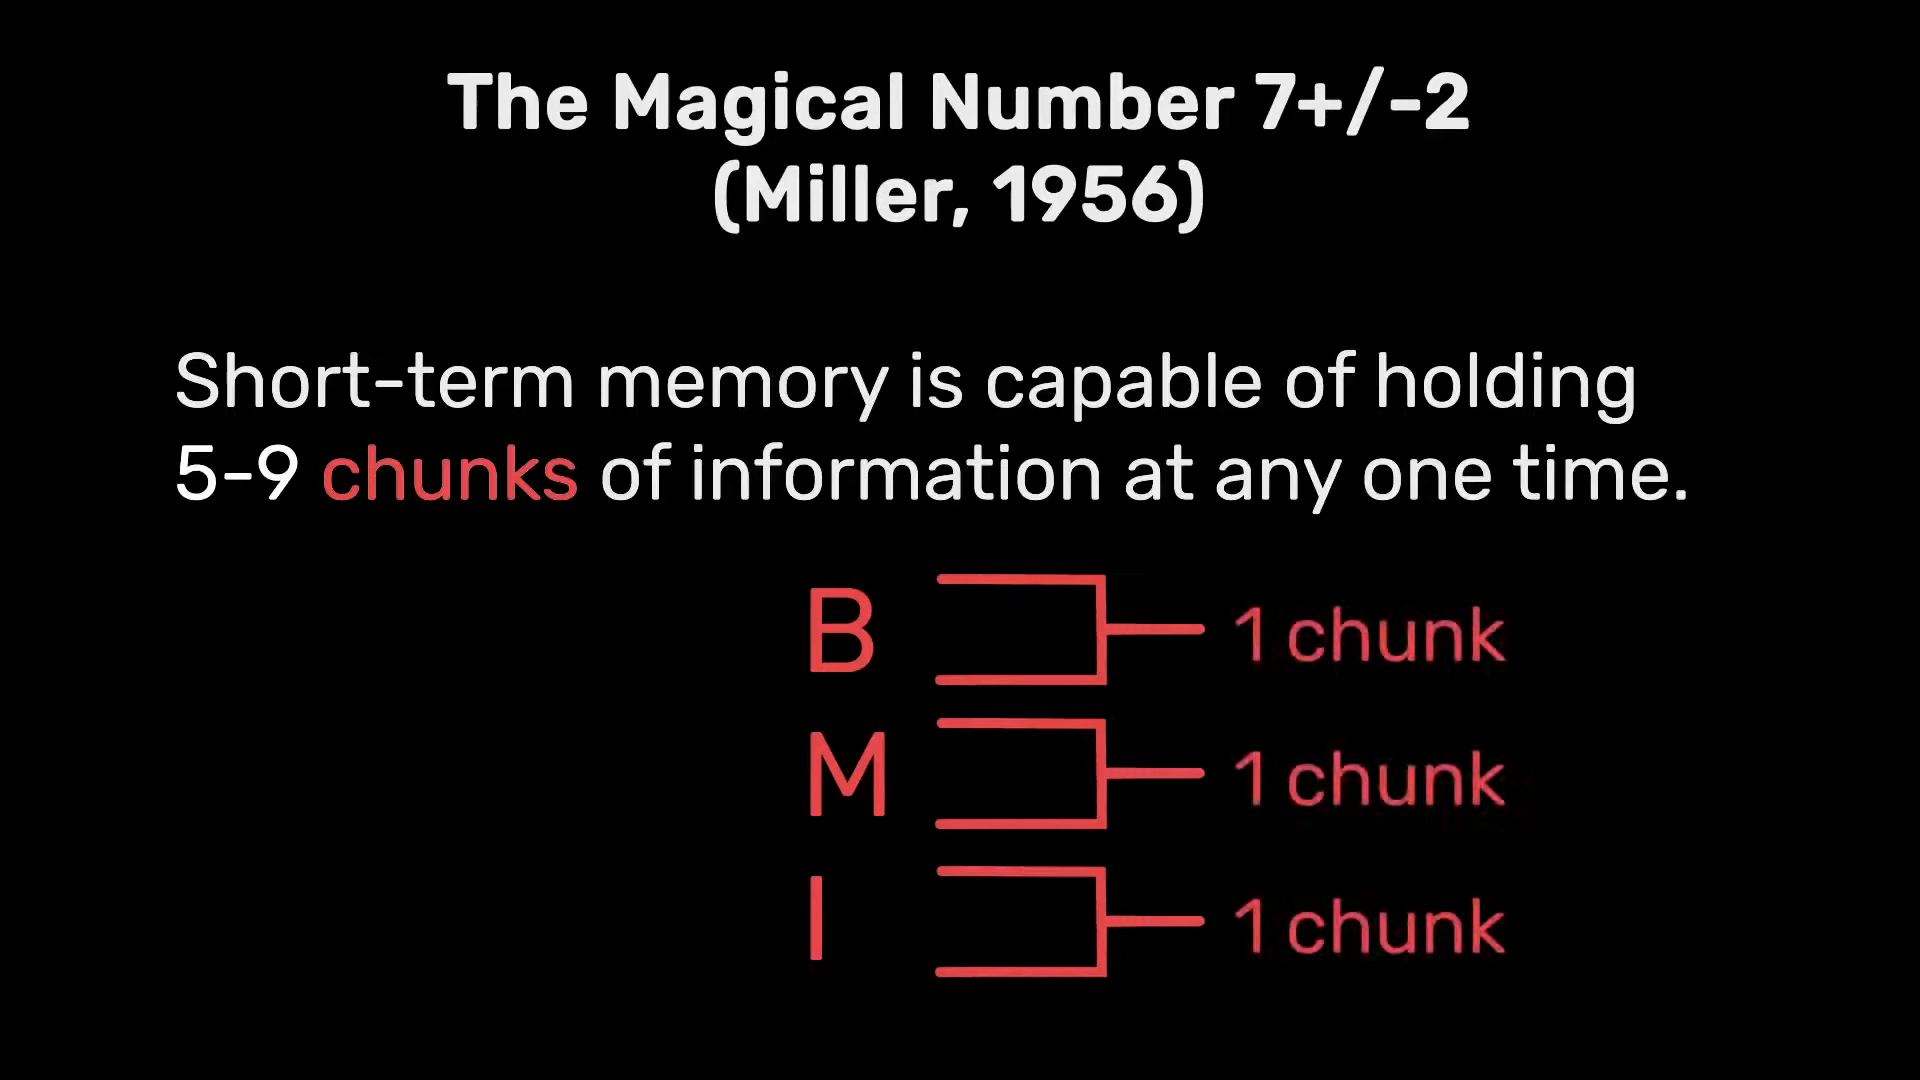 The Magical Number 7+/-2
(Miller, 1956)
Short-term memory is capable of holding
5-9 chunks of information at any one time.
B 1 chunk
M 1 chunk
I 1 chunk